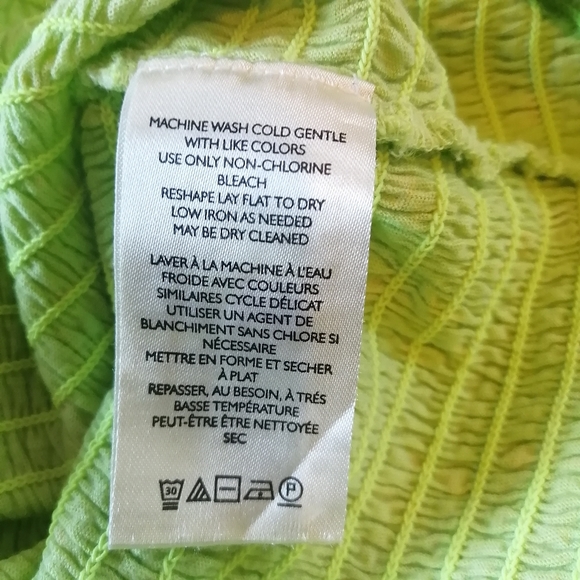 MACHINE WASH COLD GENTLE
WITH LIKE COLORS
USE ONLY NON-CHLORINE
BLEACH
RESHAPE LAY FLAT TO DRY
LOW IRON AS NEEDED
MAY BE DRY CLEANED
LAVER À LA MACHINE À L'EAU
FROIDE AVEC COULEURS
SIMILAIRES CYCLE DÉLICAT
UTILISER UN AGENT DE
BLANCHIMENT SANS CHLORE SI
NÉCESSAIRE
METTRE EN FORME ET SECHER
À PLAT
REPASSER, AU BESOIN, À TRÉS
BASSE TEMPÉRATURE
PEUT-ÊTRE ÊTRE NETTOYÉE
SEC
30 P